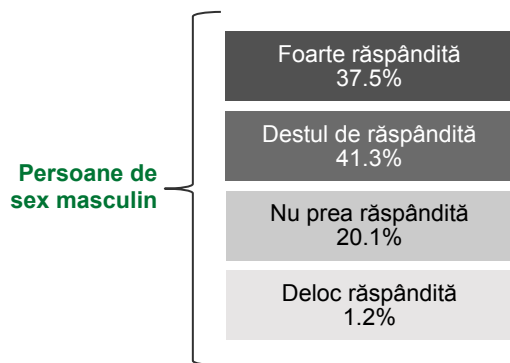 Persoane de
sex masculin
Foarte răspândită
37.5%
Destul de răspândită
41.3%
Nu prea răspândită
20.1%
Deloc răspândită
1.2%